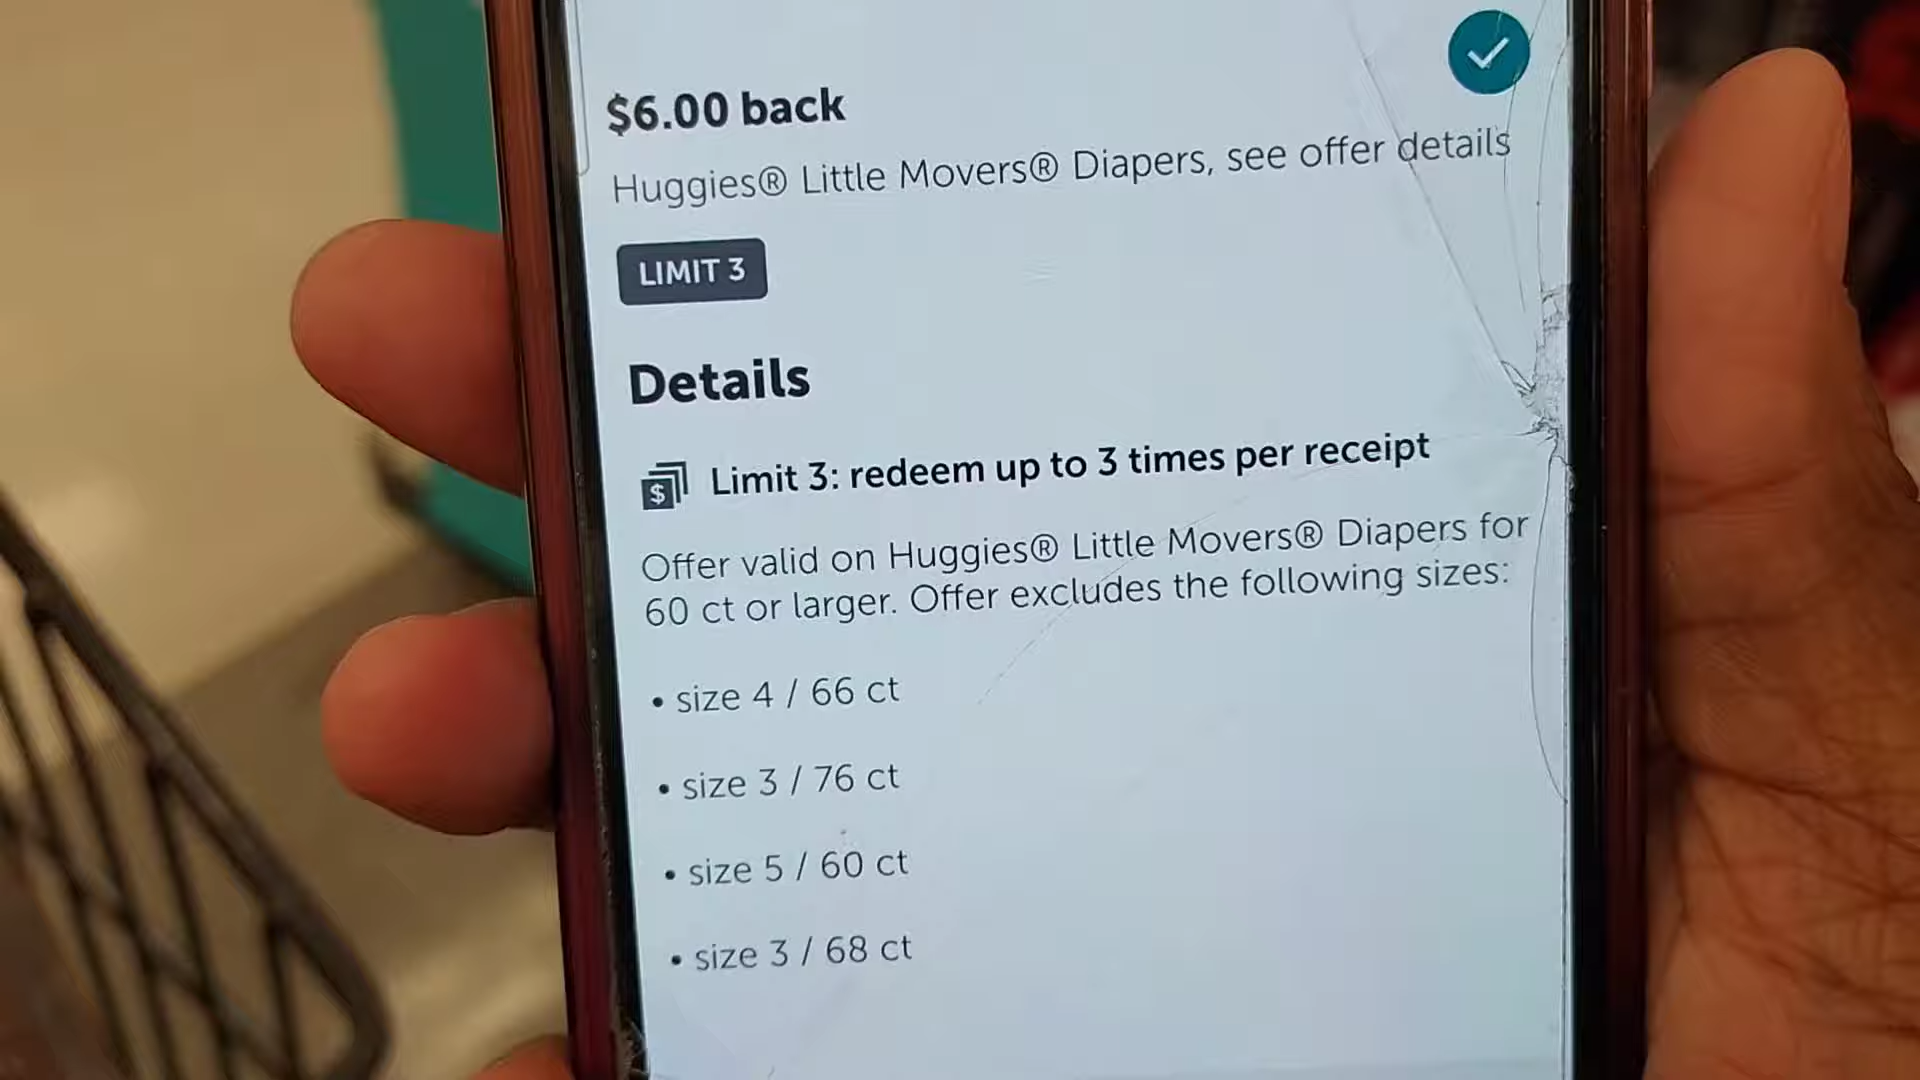 $6.00 back
Huggies® Little Movers® Diapers, see offer details
LIMIT 3
Details
$ Limit 3: redeem up to 3 times per receipt
Offer valid on Huggies® Little Movers® Diapers for
60 ct or larger. Offer excludes the following sizes:
• size 4 / 66 ct
• size 3 / 76 ct
• size 5 / 60 ct
• size 3 / 68 ct